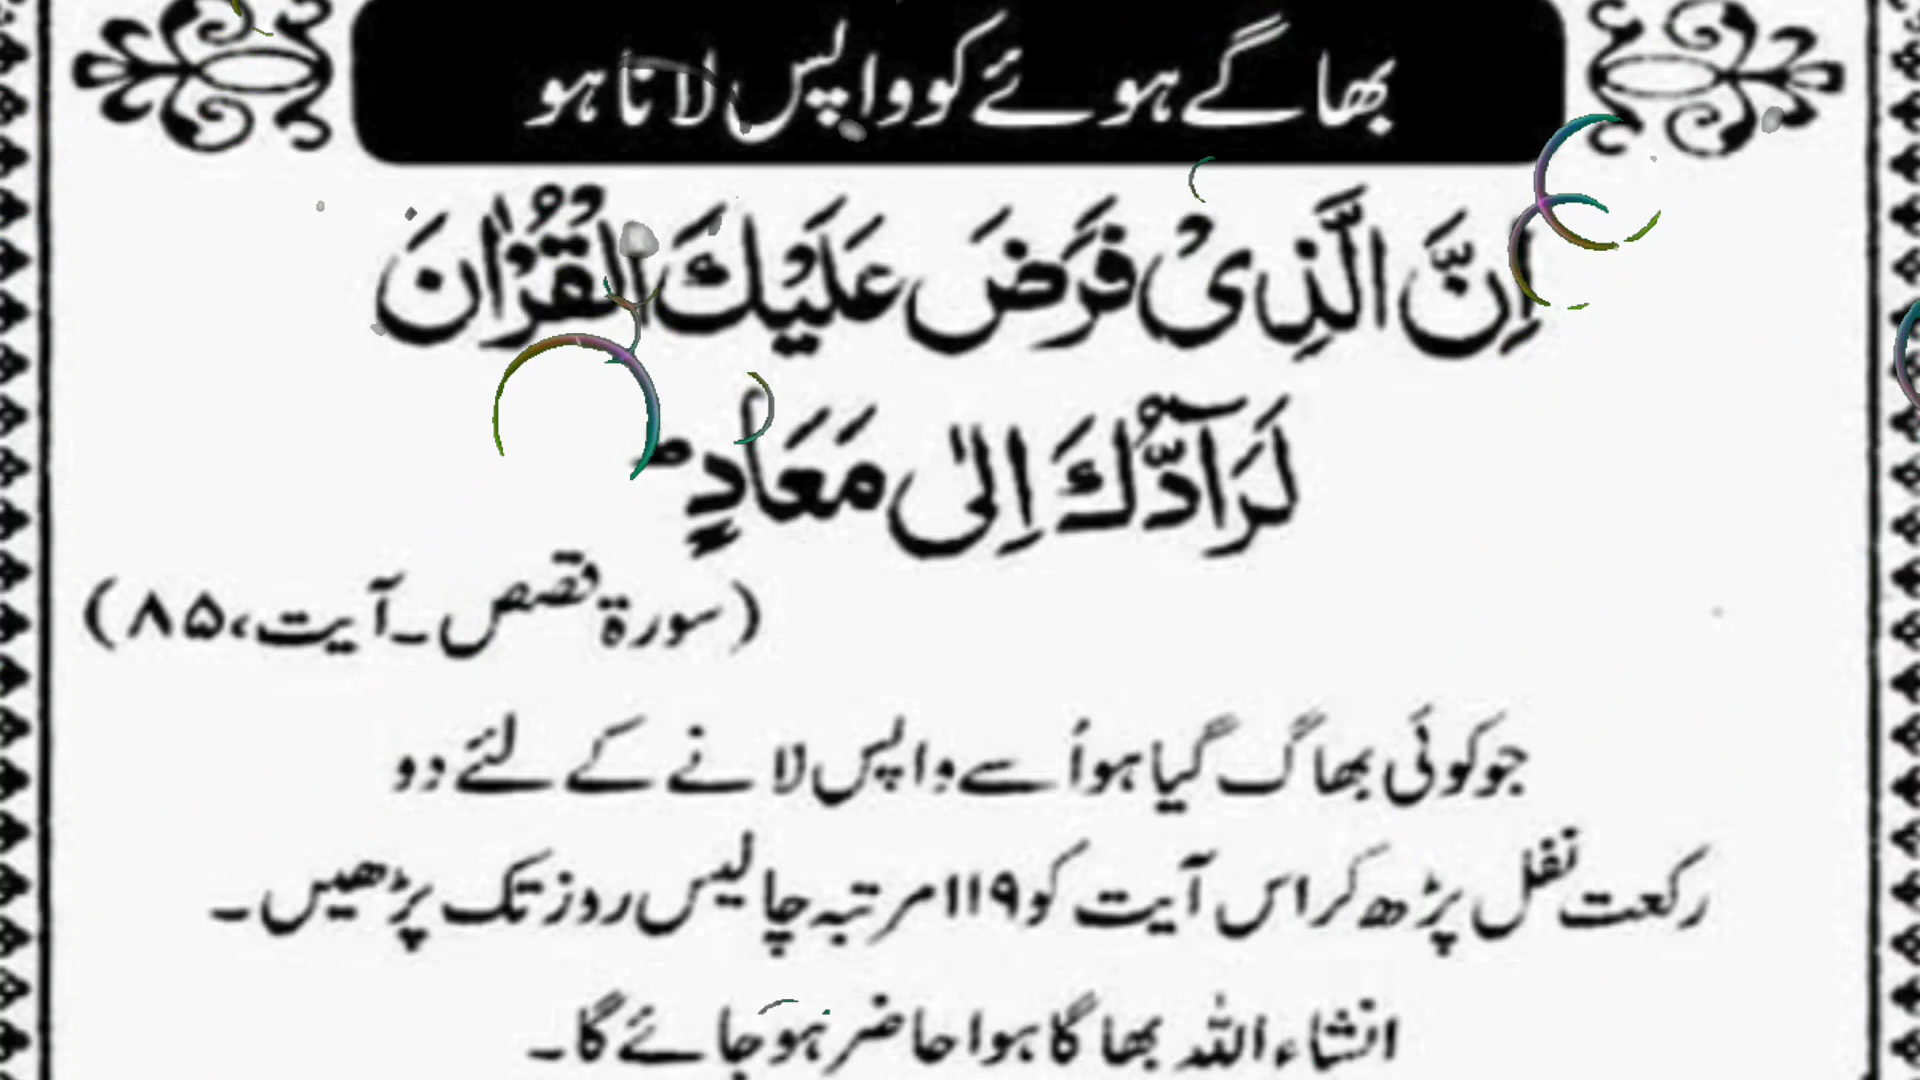 بھاگے ہوئے کو واپس لانا ہو
اِنَّ الَّذِیْ فَرَضَ عَلَیْكَ الْقُرْاٰنَ
لَرَآدُّكَ اِلٰی مَعَادٍ ؕ
(سورۃ قصص۔آیت،۸۵)
جو کوئی بھاگ گیا ہو اُسے واپس لانے کے لئے دو
رکعت نفل پڑھ کر اس آیت کو ۱۱۹ مرتبہ چالیس روز تک پڑھیں۔
انشاء اللہ بھاگا ہوا حاضر ہو جائے گا۔